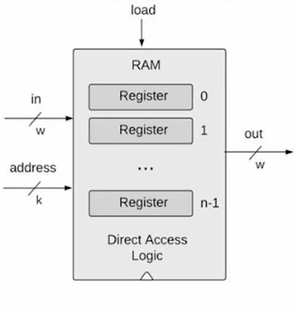 load
RAM
in
w
Register 0
Register 1
out
w
address
k
...
Register n-1
Direct Access
Logic